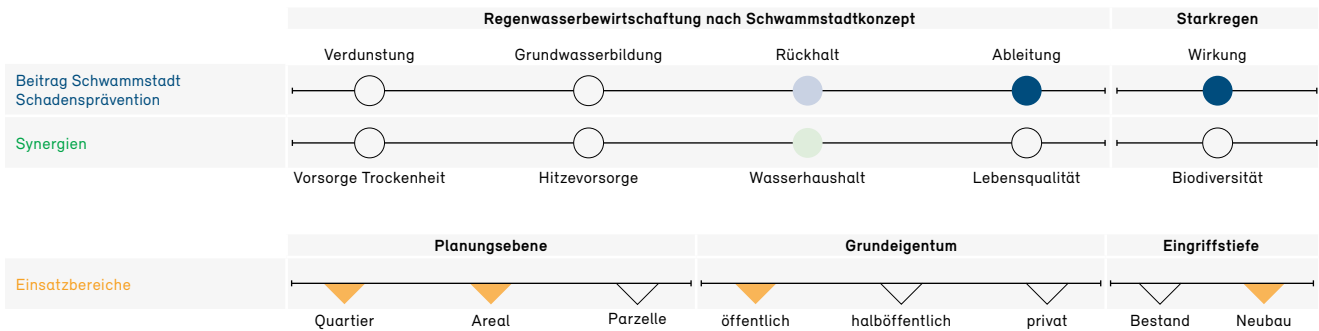 Regenwasserbewirtschaftung nach Schwammstadtkonzept Starkregen
Verdunstung Grundwasserbildung Rückhalt Ableitung Wirkung
Beitrag Schwammstadt
Schadensprävention
Synergien
Vorsorge Trockenheit Hitzevorsorge Wasserhaushalt Lebensqualität Biodiversität
Planungsebene Grundeigentum Eingriffstiefe
Einsatzbereiche
Quartier Areal Parzelle öffentlich halböffentlich privat Bestand Neubau